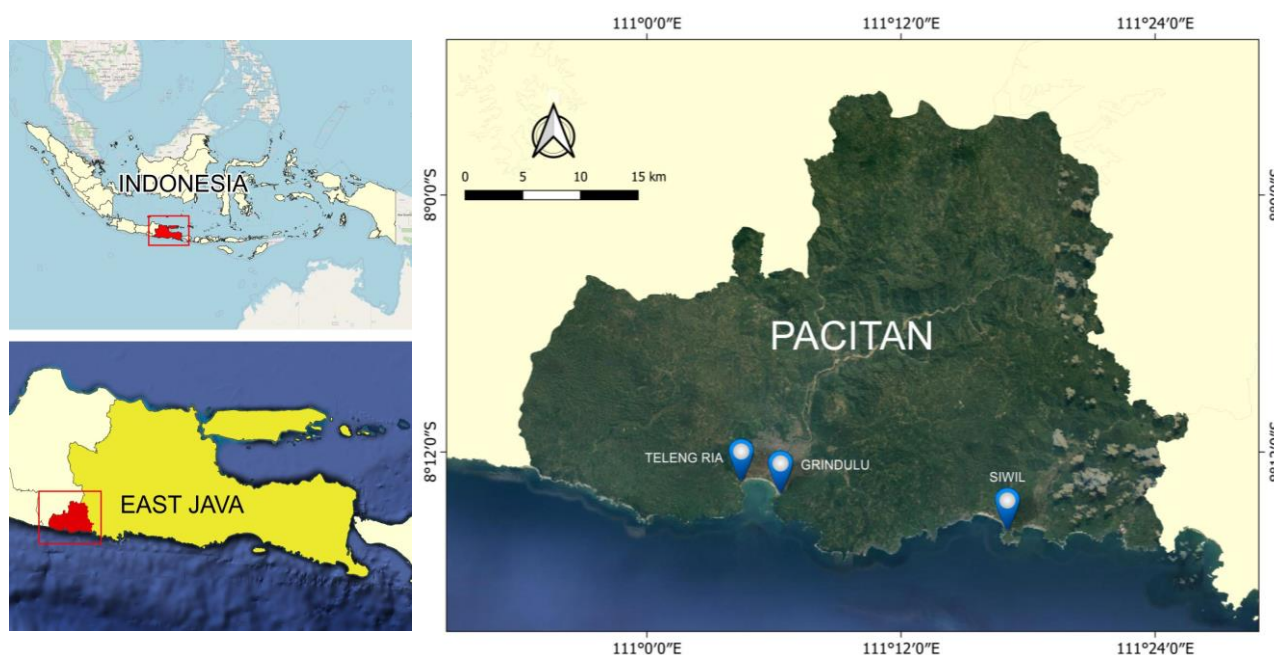 INDONESIA
EAST JAVA
111°0′0″E 111°12′0″E 111°24′0″E
0 5 10 15 km
8°0′0″S 8°0′0″S
PACITAN
8°12′0″S 8°12′0″S
TELENG RIA
GRINDULU
SIWIL
111°0′0″E 111°12′0″E 111°24′0″E